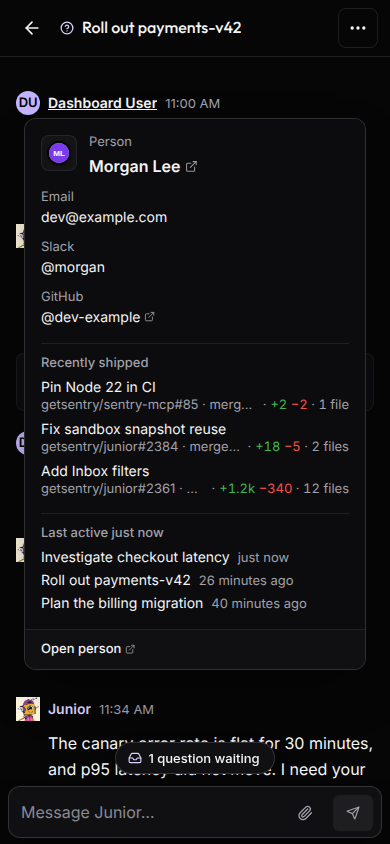 Roll out payments-v42
DU Dashboard User 11:00 AM
Person
ML Morgan Lee
Email
dev@example.com
Slack
@morgan
GitHub
@dev-example
Recently shipped
Pin Node 22 in CI
getsentry/sentry-mcp#85 · merg... · +2 −2 · 1 file
Fix sandbox snapshot reuse
getsentry/junior#2384 · merge... · +18 −5 · 2 files
Add Inbox filters
getsentry/junior#2361 · ... · +1.2k −340 · 12 files
Last active just now
Investigate checkout latency just now
Roll out payments-v42 26 minutes ago
Plan the billing migration 40 minutes ago
Open person
Junior 11:34 AM
The canary error rate is flat for 30 minutes,
1 question waiting
and p95 latency did not move. I need your
Message Junior...